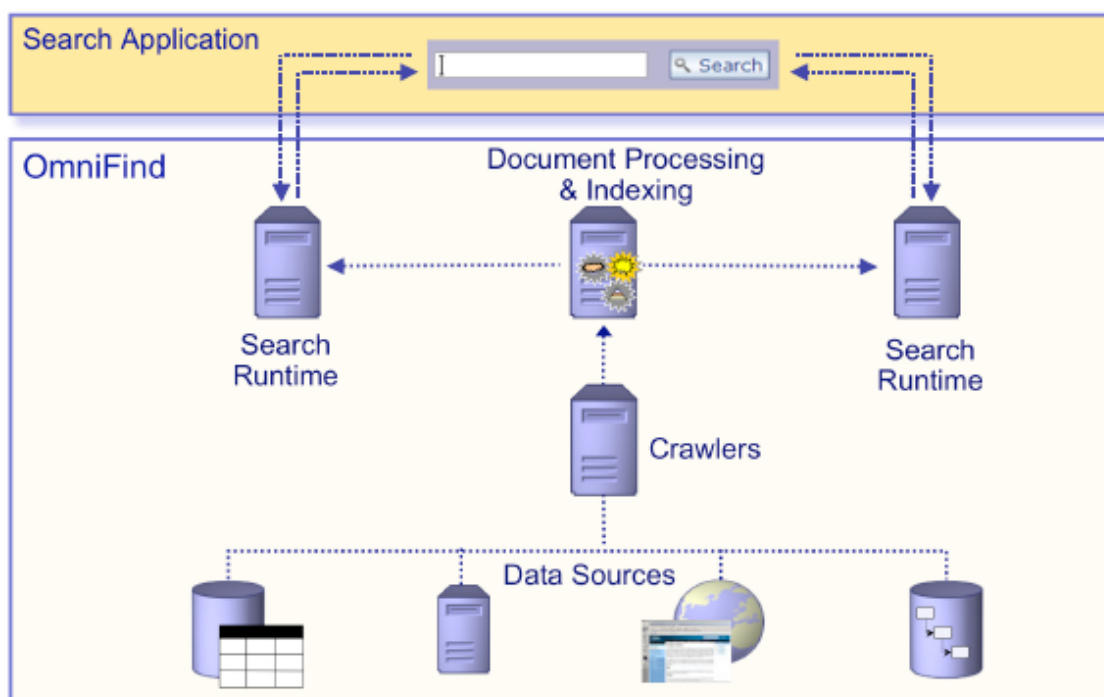 Search Application
Search
OmniFind
Document Processing
& Indexing
Search
Runtime
Search
Runtime
Crawlers
Data Sources